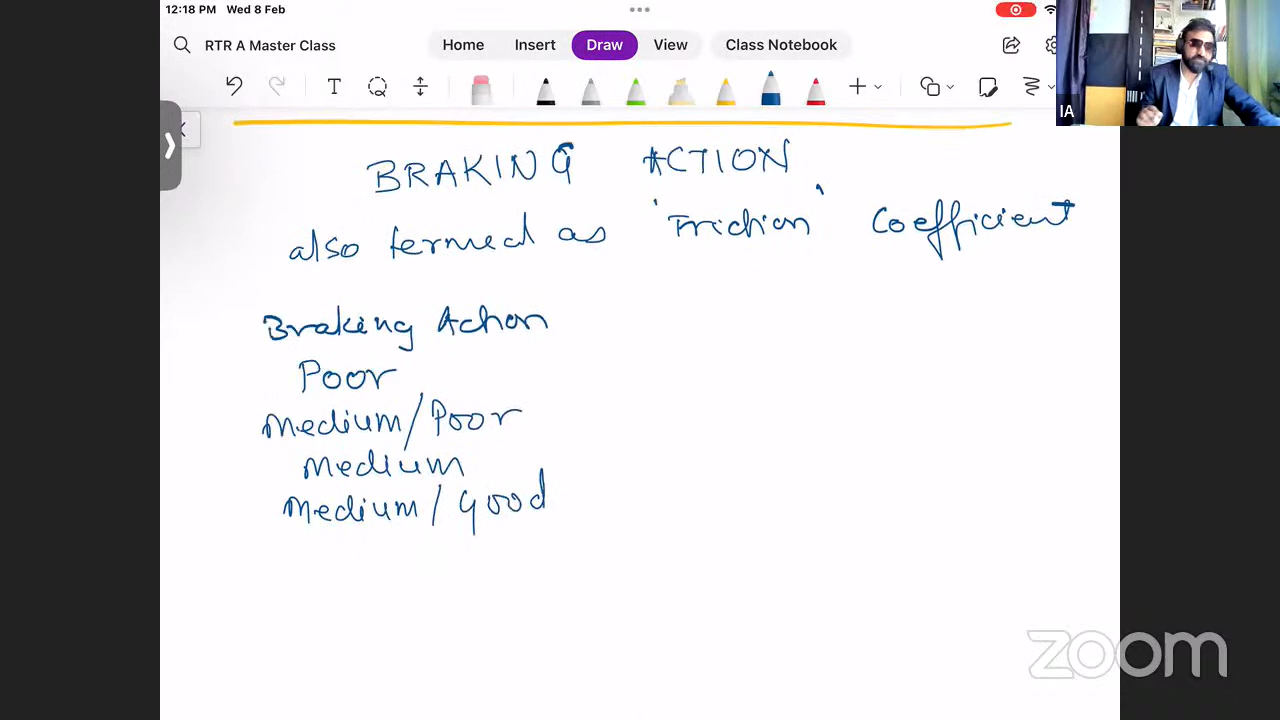 12:18 PM Wed 8 Feb
RTR A Master Class
Home Insert Draw View Class Notebook
T
IA
BRAKING ACTION
also termed as 'Friction' Coefficient
Braking Action
Poor
Medium/Poor
Medium
Medium/Good
zoom